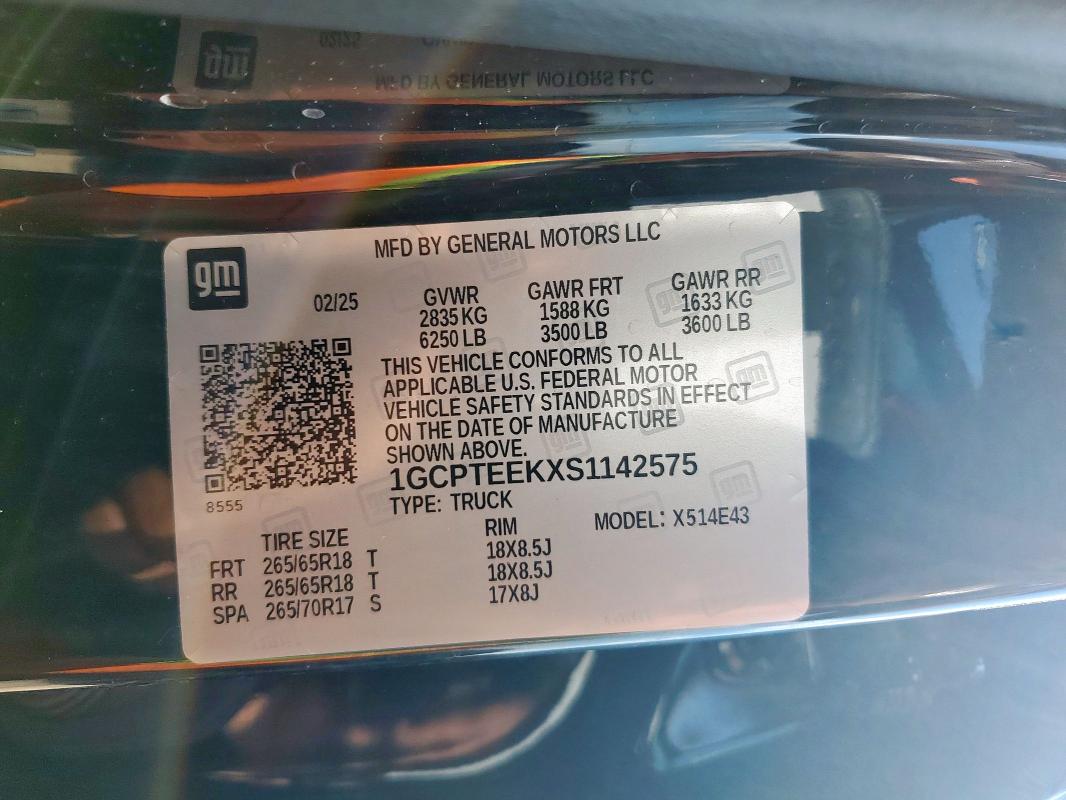 MFD BY GENERAL MOTORS LLC
gm
02/25
GVWR GAWR FRT GAWR RR
2835 KG 1588 KG 1633 KG
6250 LB 3500 LB 3600 LB
THIS VEHICLE CONFORMS TO ALL
APPLICABLE U.S. FEDERAL MOTOR
VEHICLE SAFETY STANDARDS IN EFFECT
ON THE DATE OF MANUFACTURE
SHOWN ABOVE.
1GCPTEEKXS1142575
8555
TYPE: TRUCK
MODEL: X514E43
TIRE SIZE RIM
FRT 265/65R18 T 18X8.5J
RR 265/65R18 T 18X8.5J
SPA 265/70R17 S 17X8J